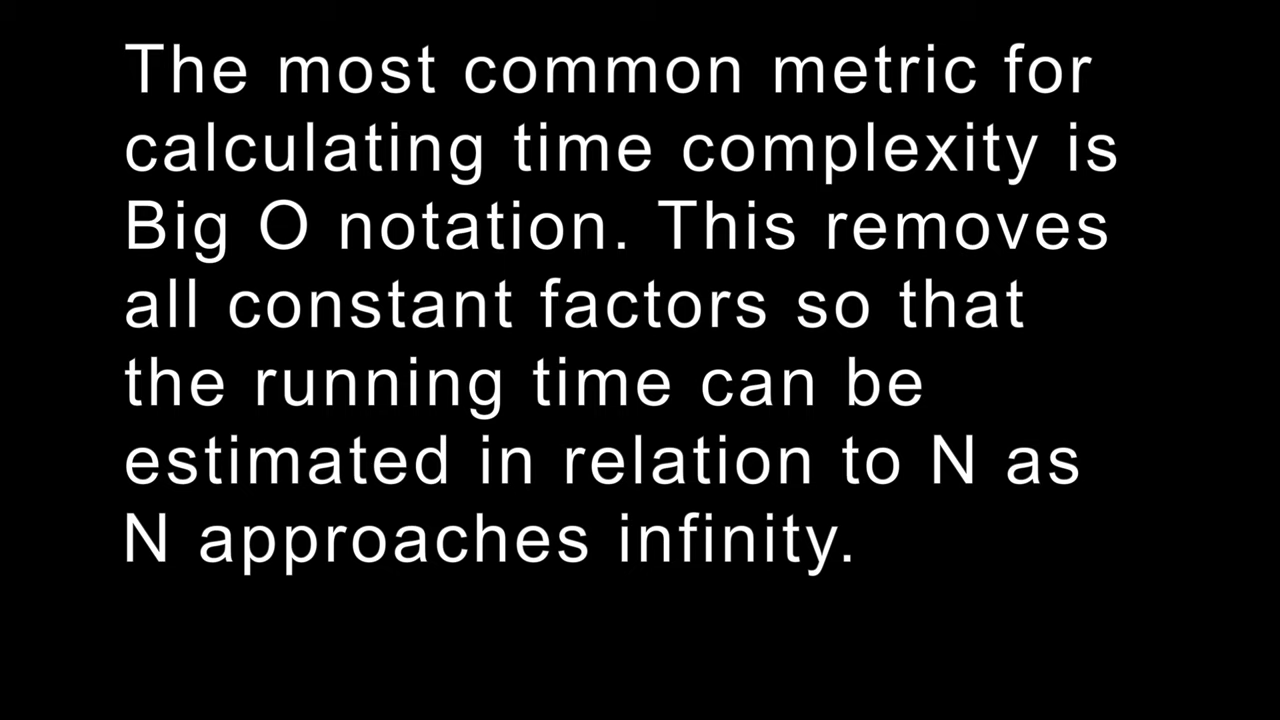 The most common metric for
calculating time complexity is
Big O notation. This removes
all constant factors so that
the running time can be
estimated in relation to N as
N approaches infinity.